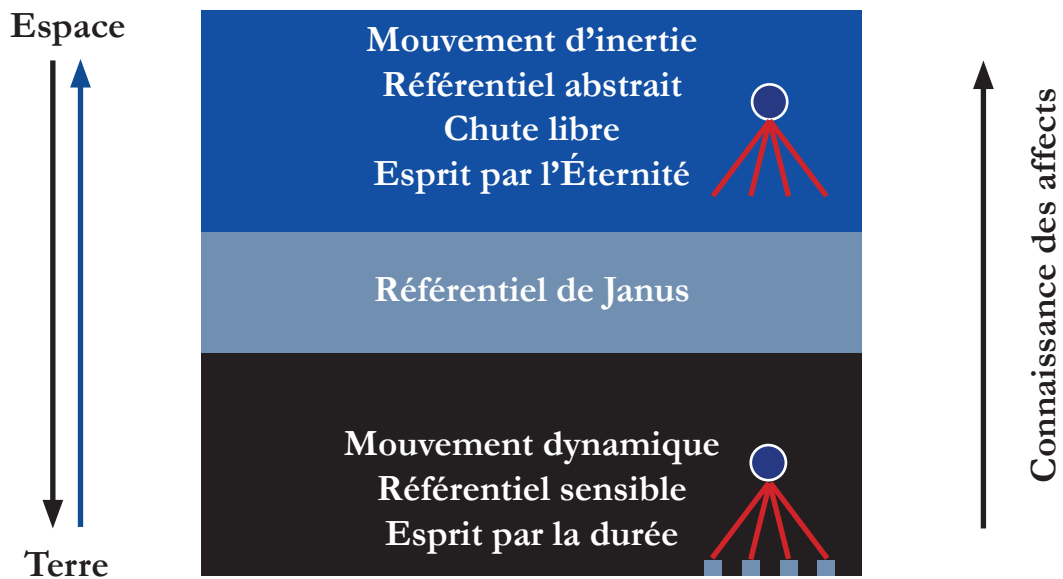 Espace
Mouvement d'inertie
Référentiel abstrait
Chute libre
Esprit par l'Éternité
Référentiel de Janus
Mouvement dynamique
Référentiel sensible
Esprit par la durée
Terre
Connaissance des affects